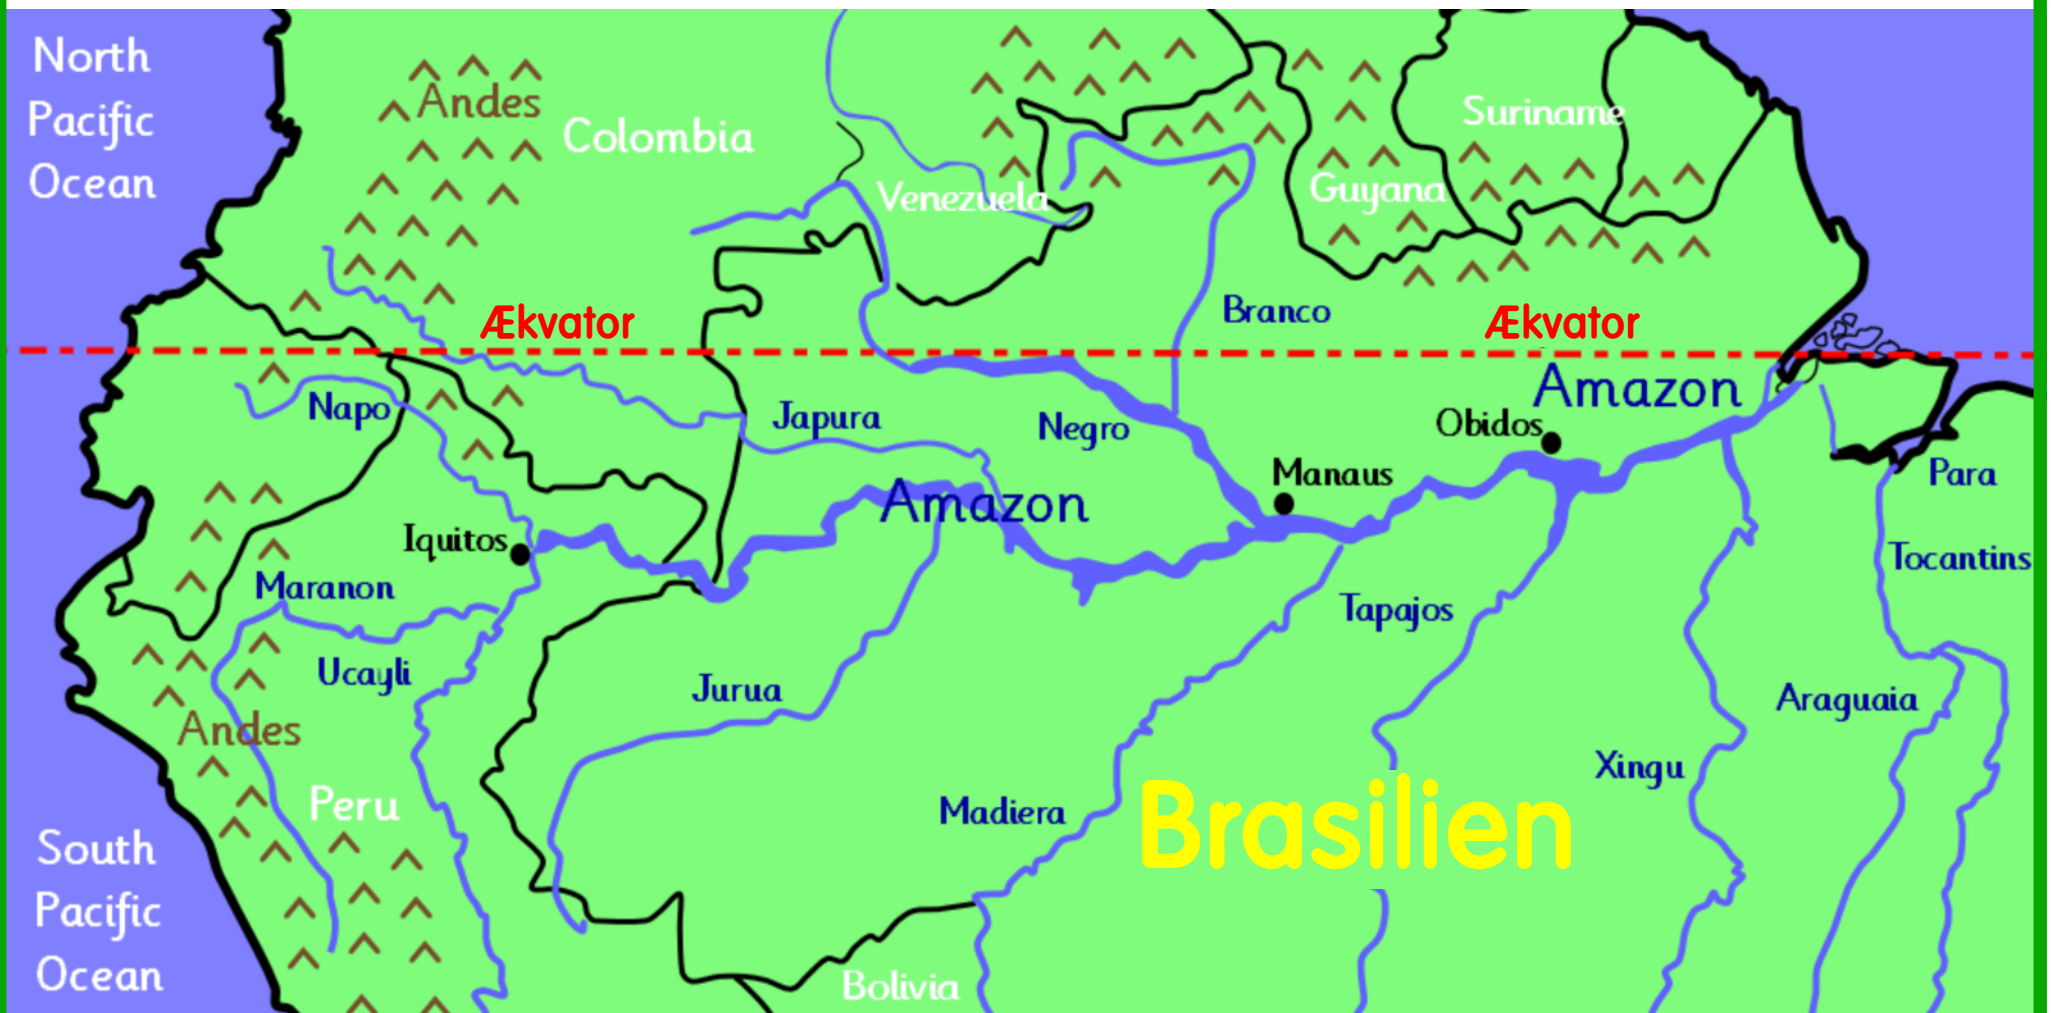 North
Pacific
Ocean
Andes
Colombia
Venezuela
Guyana
Suriname
Branco
Ækvator
Ækvator
Amazon
Napo
Japura
Negro
Obidos
Manaus
Para
Iquitos
Amazon
Tocantins
Maranon
Tapajos
Ucayli
Jurua
Araguaia
Andes
Xingu
Peru
Madiera
Brasilien
South
Pacific
Ocean
Bolivia